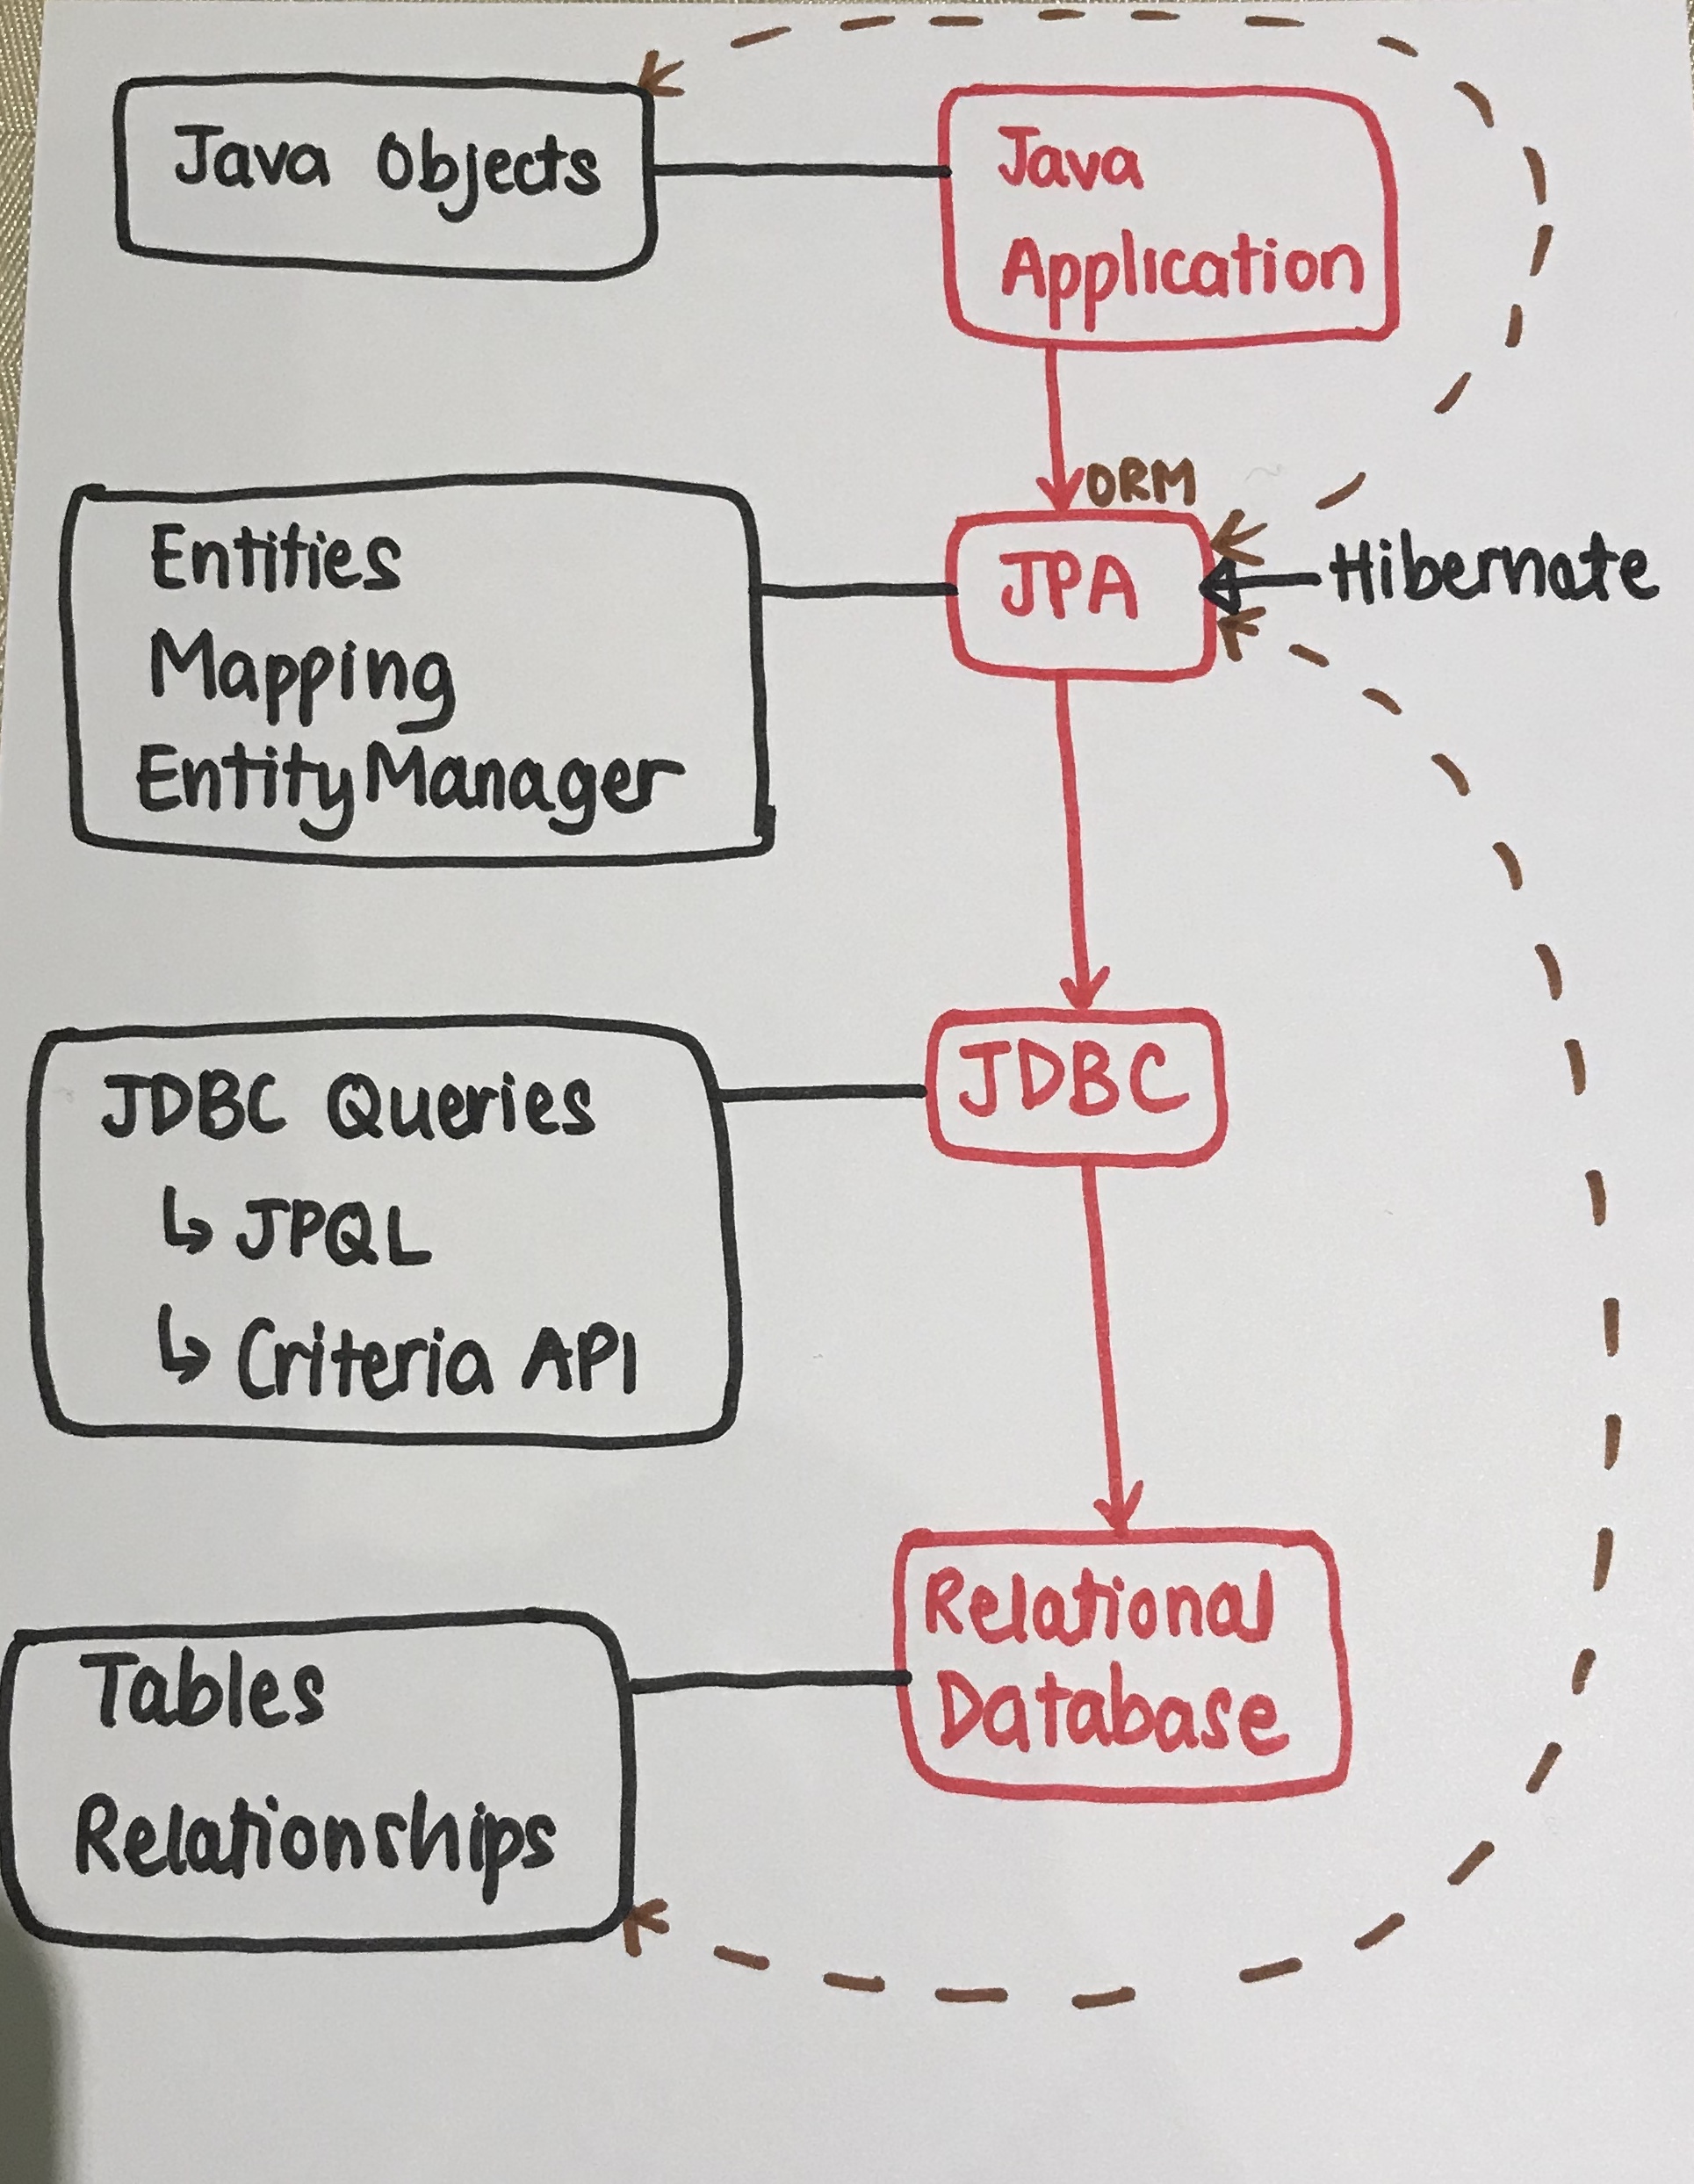 Java Objects
Java
Application
ORM
Entities
Mapping
EntityManager
JPA
Hibernate
JDBC Queries
↳ JPQL
↳ Criteria API
JDBC
Tables
Relationships
Relational
Database